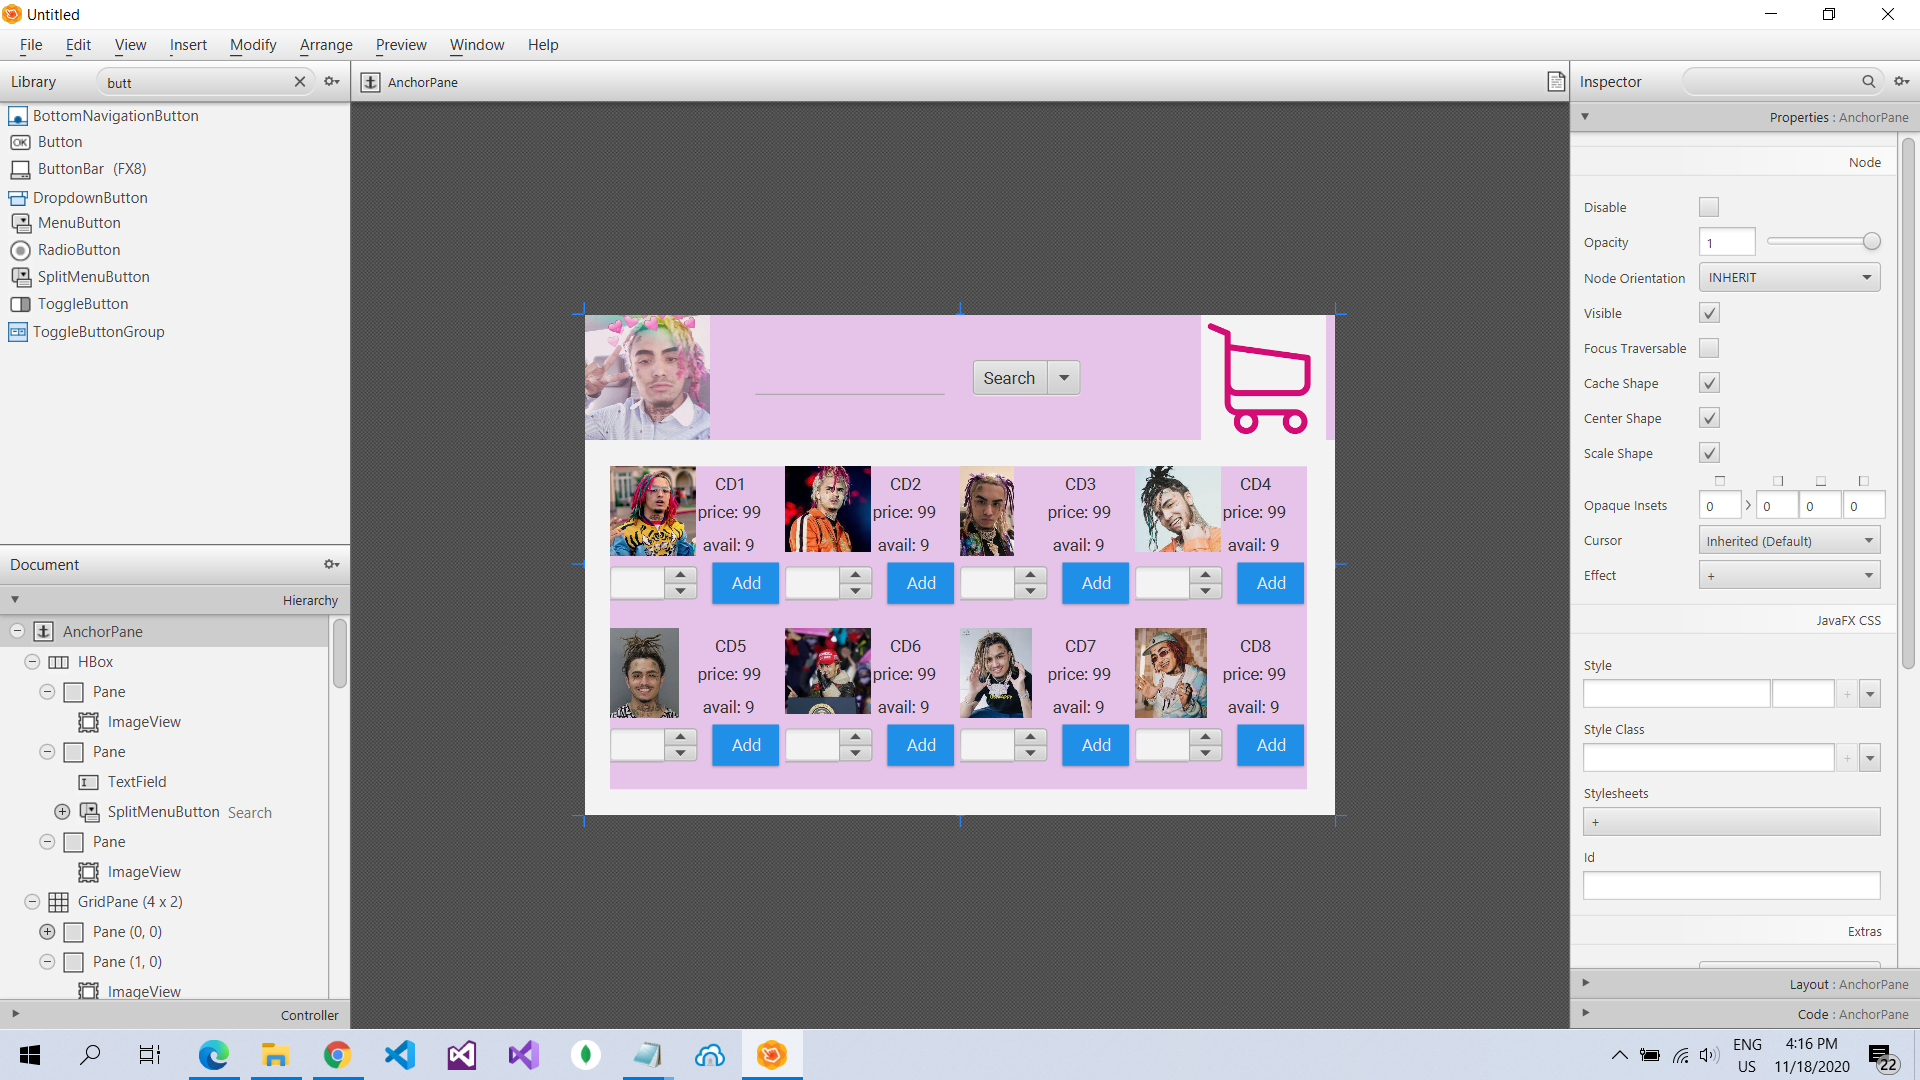 Untitled
File Edit View Insert Modify Arrange Preview Window Help
Library butt
AnchorPane
Inspector
BottomNavigationButton
Button
ButtonBar (FX8)
DropdownButton
MenuButton
RadioButton
SplitMenuButton
ToggleButton
ToggleButtonGroup
Document
Hierarchy
AnchorPane
HBox
Pane
ImageView
Pane
TextField
SplitMenuButton Search
Pane
ImageView
GridPane (4 x 2)
Pane (0, 0)
Pane (1, 0)
ImageView
Controller
Search
CD1 CD2 CD3 CD4
price: 99 price: 99 price: 99 price: 99
avail: 9 avail: 9 avail: 9 avail: 9
Add Add Add Add
CD5 CD6 CD7 CD8
price: 99 price: 99 price: 99 price: 99
avail: 9 avail: 9 avail: 9 avail: 9
Add Add Add Add
Properties : AnchorPane
Node
Disable
Opacity 1
Node Orientation INHERIT
Visible
Focus Traversable
Cache Shape
Center Shape
Scale Shape
Opaque Insets 0 0 0 0
Cursor Inherited (Default)
Effect +
JavaFX CSS
Style
+
Style Class
+
Stylesheets
+
Id
Extras
Layout : AnchorPane
Code : AnchorPane
ENG 4:16 PM
US 11/18/2020 22